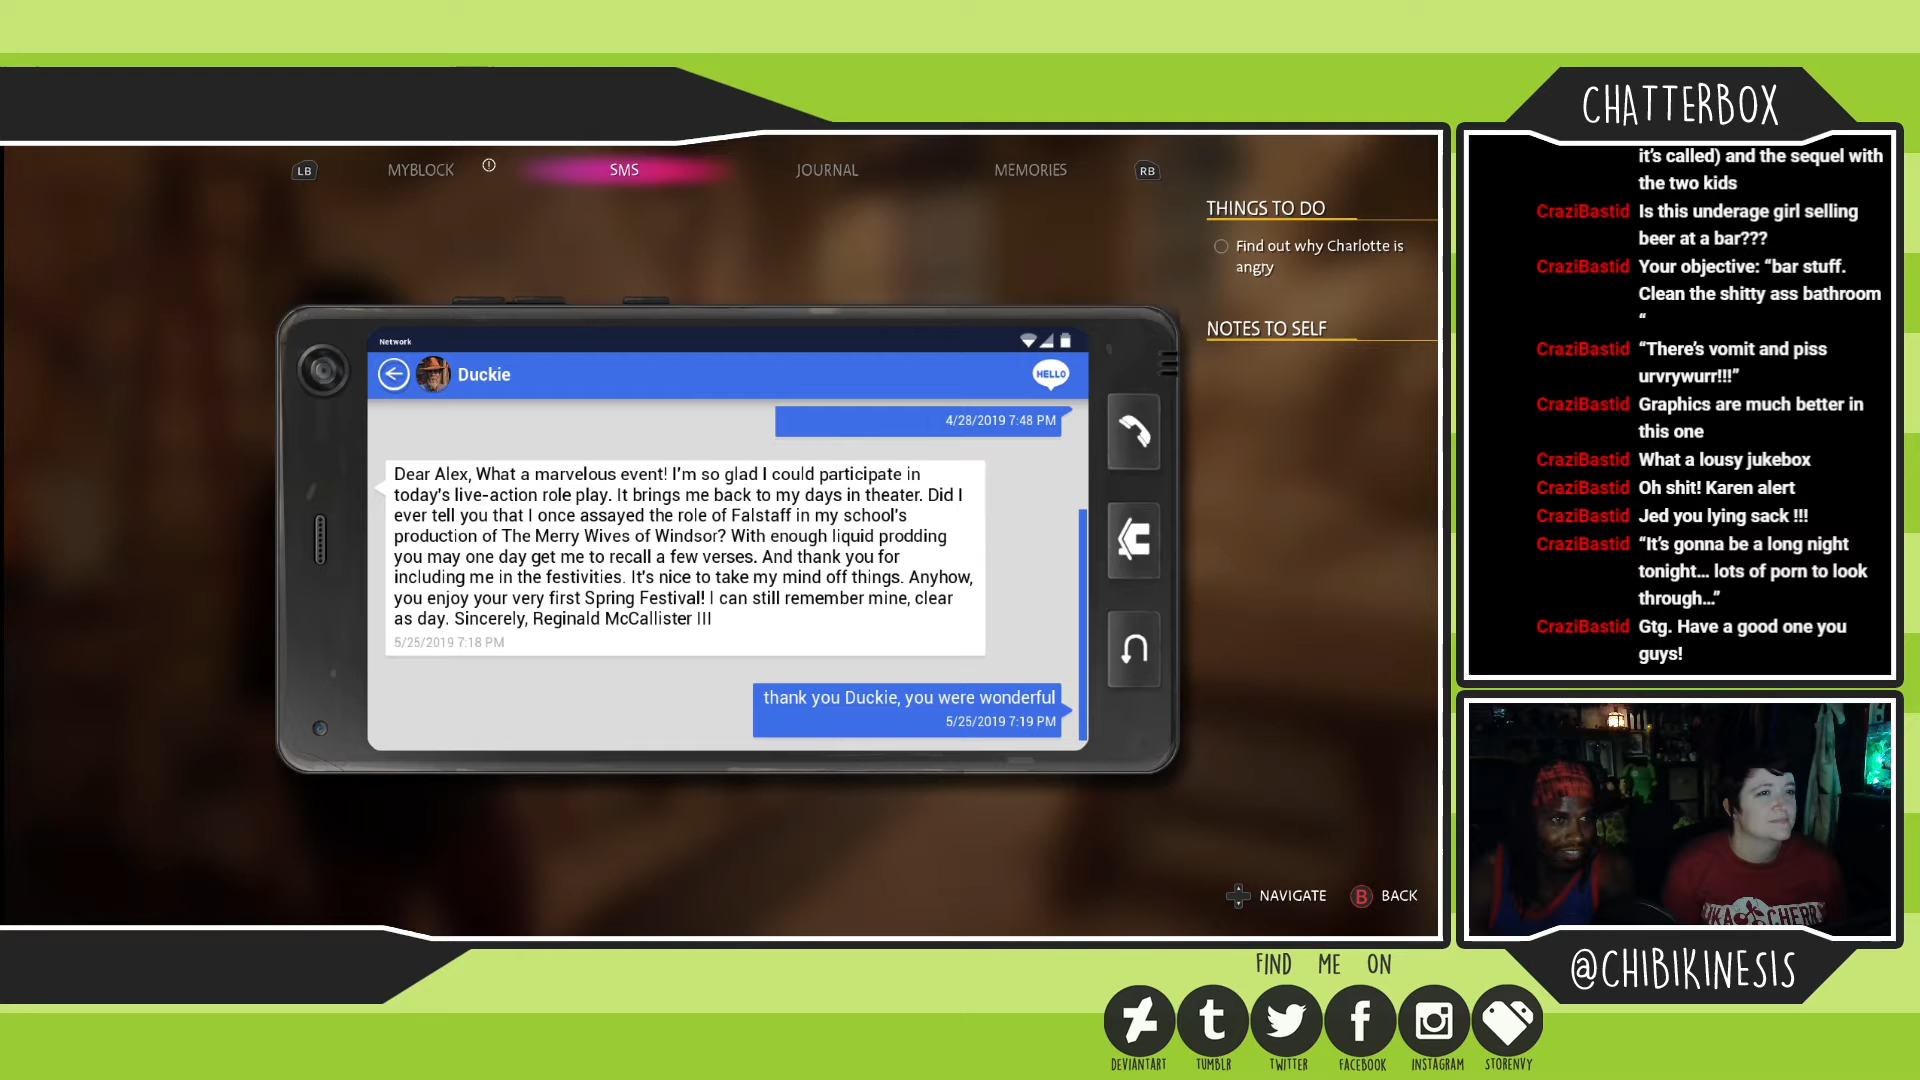 CHATTERBOX
LB
MYBLOCK
SMS
JOURNAL
MEMORIES
RB
THINGS TO DO
Find out why Charlotte is
angry
NOTES TO SELF
Network
Duckie
HELLO
4/28/2019 7:48 PM
Dear Alex, What a marvelous event! I'm so glad I could participate in
today's live-action role play. It brings me back to my days in theater. Did I
ever tell you that I once assayed the role of Falstaff in my school's
production of The Merry Wives of Windsor? With enough liquid prodding
you may one day get me to recall a few verses. And thank you for
including me in the festivities. It's nice to take my mind off things. Anyhow,
you enjoy your very first Spring Festival! I can still remember mine, clear
as day. Sincerely, Reginald McCallister III
5/25/2019 7:18 PM
thank you Duckie, you were wonderful
5/25/2019 7:19 PM
NAVIGATE
B BACK
it's called) and the sequel with
the two kids
CraziBastid Is this underage girl selling
beer at a bar???
CraziBastid Your objective: “bar stuff.
Clean the shitty ass bathroom
“
CraziBastid “There's vomit and piss
urvrywurr!!!”
CraziBastid Graphics are much better in
this one
CraziBastid What a lousy jukebox
CraziBastid Oh shit! Karen alert
CraziBastid Jed you lying sack !!!
CraziBastid “It's gonna be a long night
tonight… lots of porn to look
through…”
CraziBastid Gtg. Have a good one you
guys!
CHERRY
@CHIBIKINESIS
FIND ME ON
DEVIANTART
TUMBLR
TWITTER
FACEBOOK
INSTAGRAM
STORENVY